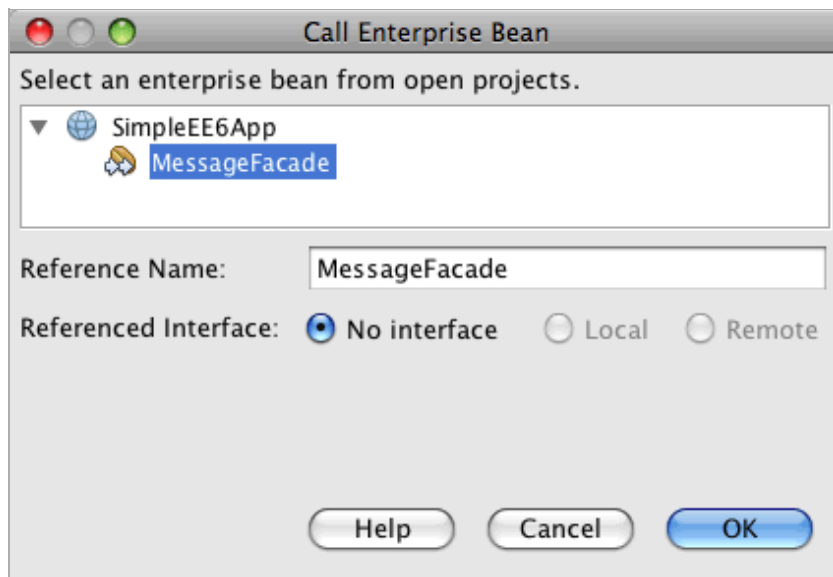 Call Enterprise Bean
Select an enterprise bean from open projects.
SimpleEE6App
MessageFacade
Reference Name: MessageFacade
Referenced Interface: No interface Local Remote
Help Cancel OK